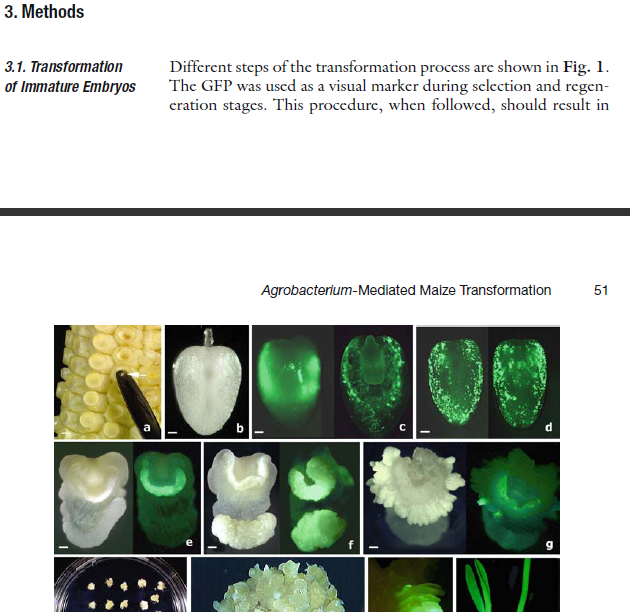 3. Methods
3.1. Transformation
of Immature Embryos
Different steps of the transformation process are shown in Fig. 1.
The GFP was used as a visual marker during selection and regen-
eration stages. This procedure, when followed, should result in
Agrobacterium-Mediated Maize Transformation 51
a b c d
e f g